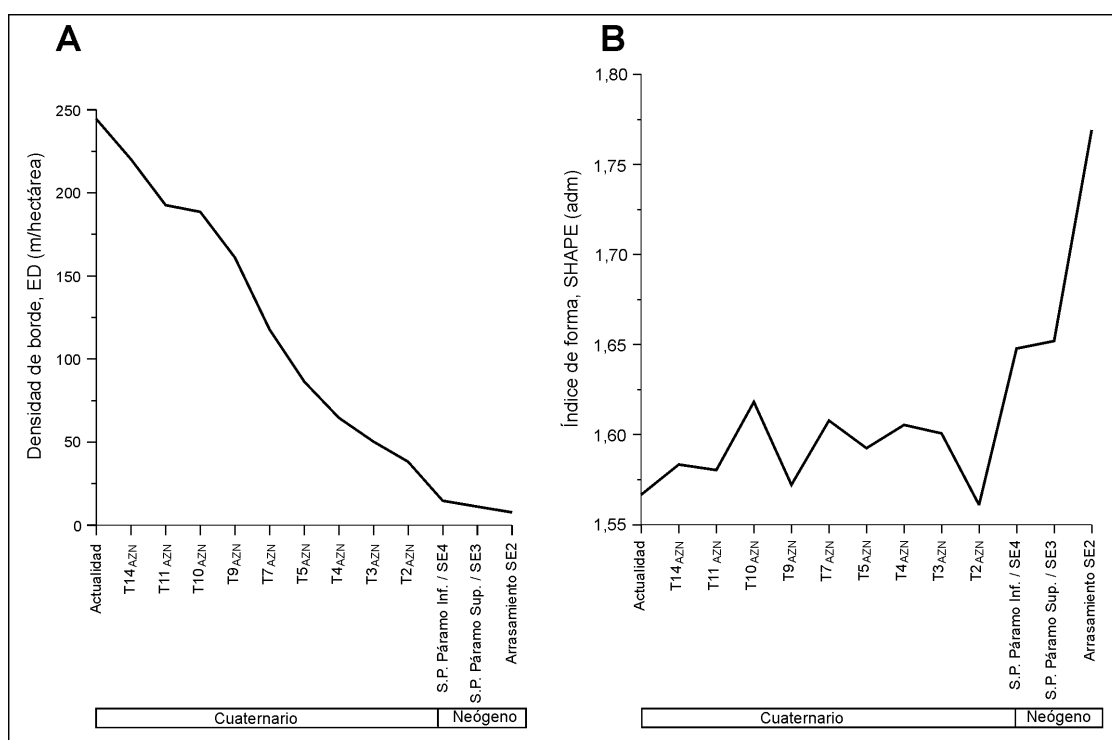 A
Densidad de borde, ED (m/hectárea)
250
200
150
100
50
0
Actualidad
T14AZN
T11AZN
T10AZN
T9AZN
T7AZN
T5AZN
T4AZN
T3AZN
T2AZN
S.P. Páramo Inf. / SE4
S.P. Páramo Sup. / SE3
Arrasamiento SE2
Cuaternario
Neógeno
B
Índice de forma, SHAPE (adm)
1,80
1,75
1,70
1,65
1,60
1,55
Actualidad
T14AZN
T11AZN
T10AZN
T9AZN
T7AZN
T5AZN
T4AZN
T3AZN
T2AZN
S.P. Páramo Inf. / SE4
S.P. Páramo Sup. / SE3
Arrasamiento SE2
Cuaternario
Neógeno